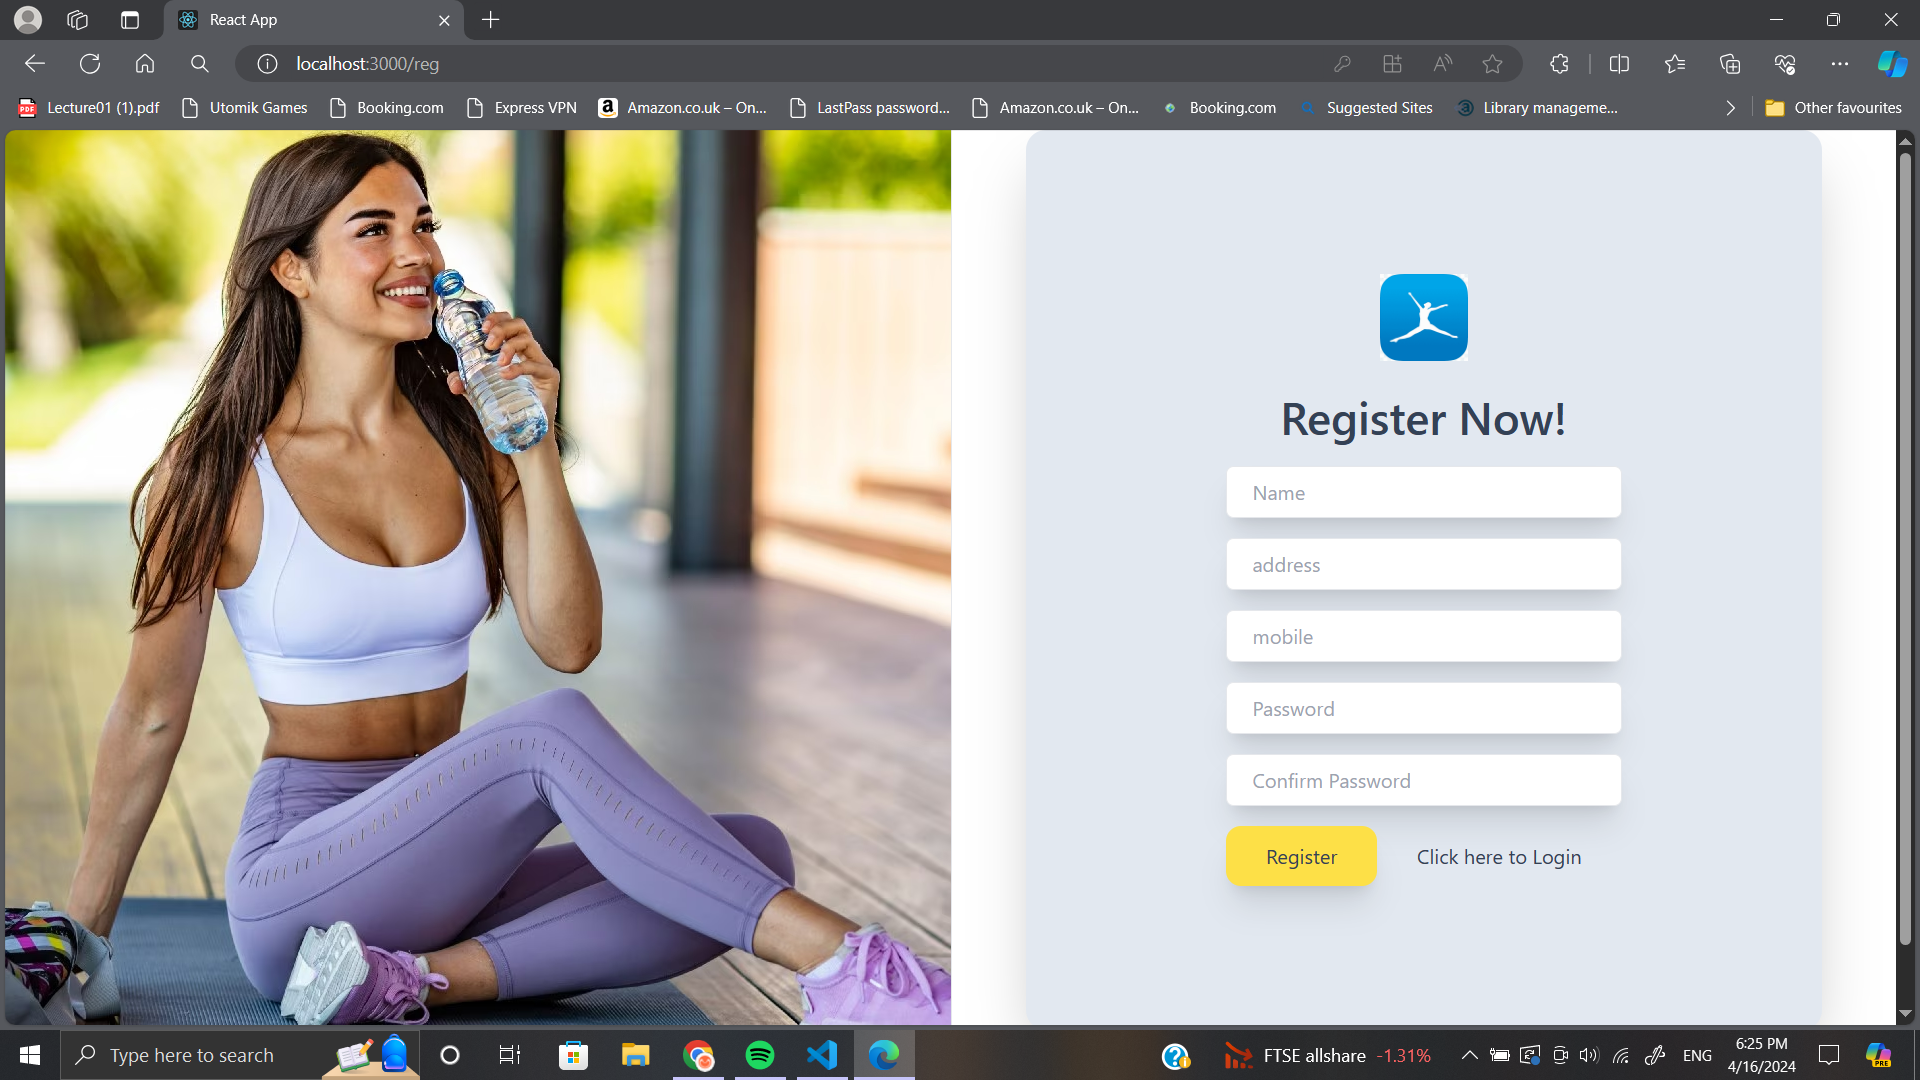 React App
localhost:3000/reg
Lecture01 (1).pdf Utomik Games Booking.com Express VPN Amazon.co.uk – On... LastPass password... Amazon.co.uk – On... Booking.com Suggested Sites Library manageme... Other favourites
Register Now!
Name
address
mobile
Password
Confirm Password
Register Click here to Login
Type here to search
FTSE allshare -1.31%
ENG
6:25 PM
4/16/2024